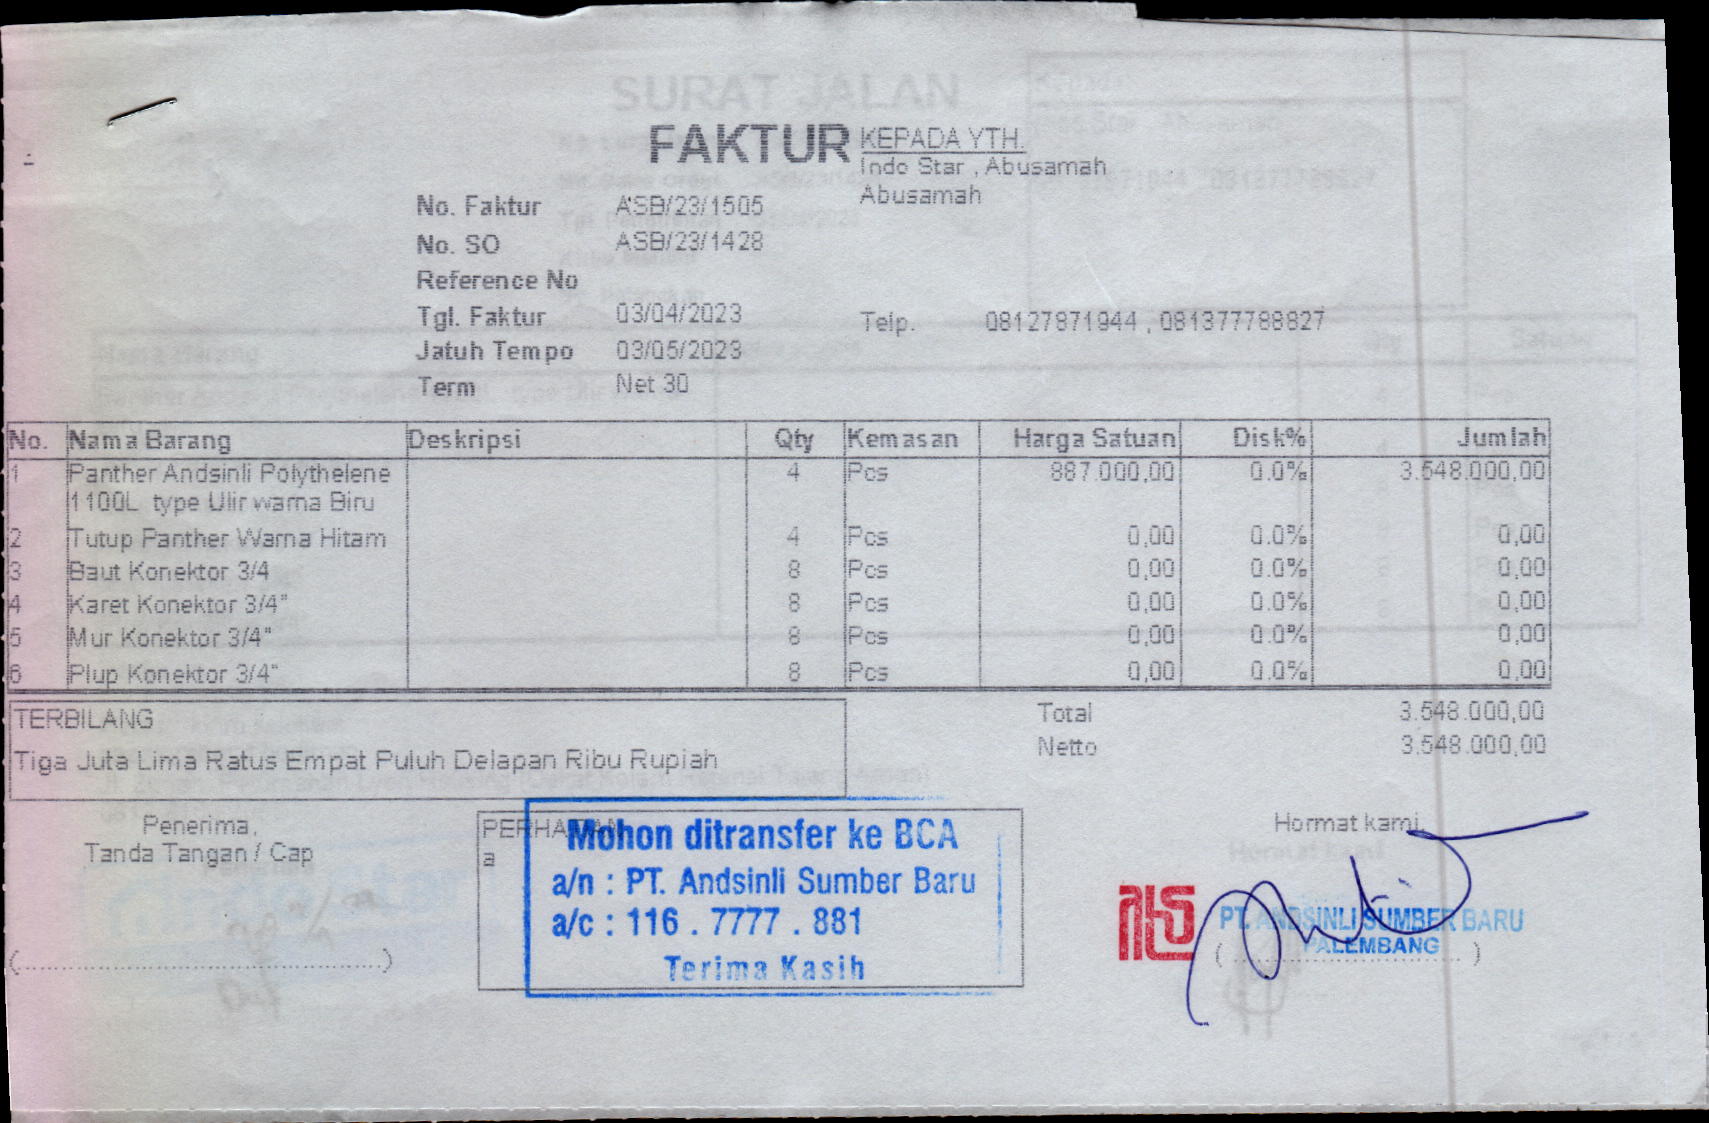 SURAT JALAN
FAKTUR
KEPADA YTH.
Indo Star , Abusamah
Abusamah
No. Faktur ASB/23/1505
No. SO ASB/23/1428
Reference No
Tgl. Faktur 03/04/2023
Telp. 08127871944 , 081377788827
Jatuh Tempo 03/05/2023
Term Net 30
No. Nama Barang Deskripsi Qty Kemasan Harga Satuan Disk% Jumlah
1 Panther Andsinli Polythelene 4 Pcs 887.000,00 0.0% 3.548.000,00
1100L type Ulir warna Biru
2 Tutup Panther Warna Hitam 4 Pcs 0,00 0.0% 0,00
3 Baut Konektor 3/4 8 Pcs 0,00 0.0% 0,00
4 Karet Konektor 3/4" 8 Pcs 0,00 0.0% 0,00
5 Mur Konektor 3/4" 8 Pcs 0,00 0.0% 0,00
6 Plup Konektor 3/4" 8 Pcs 0,00 0.0% 0,00
TERBILANG
Tiga Juta Lima Ratus Empat Puluh Delapan Ribu Rupiah
Total 3.548.000,00
Netto 3.548.000,00
Penerima,
Tanda Tangan / Cap
PERHATIAN
a
Mohon ditransfer ke BCA
a/n : PT. Andsinli Sumber Baru
a/c : 116 . 7777 . 881
Terima Kasih
Hormat kami
PT. ANDSINLI SUMBER BARU
PALEMBANG